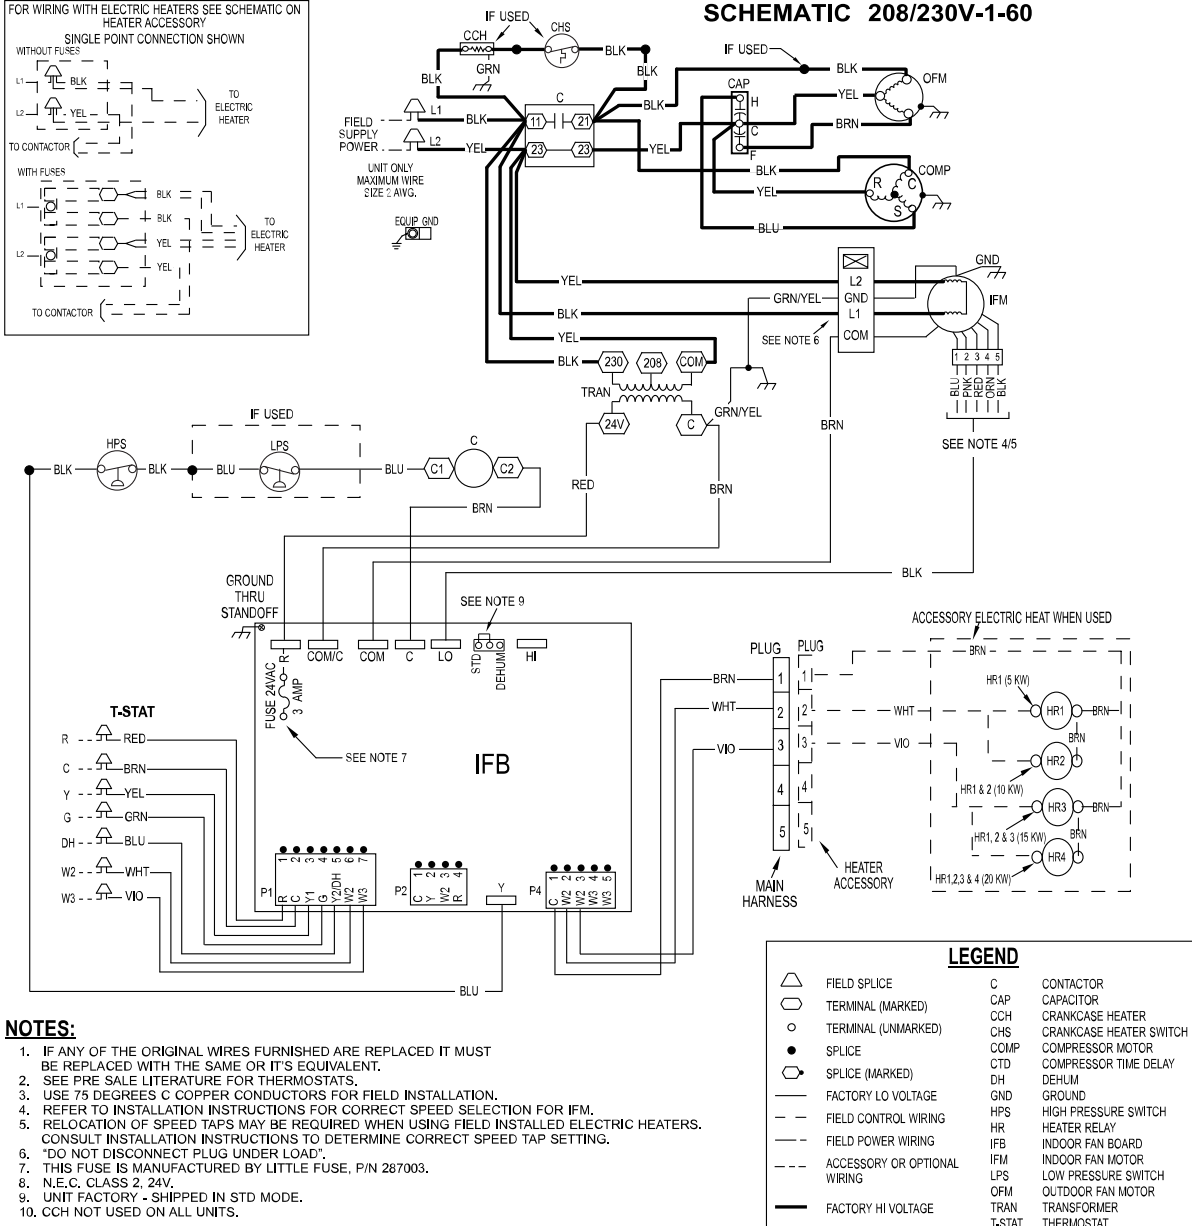 FOR WIRING WITH ELECTRIC HEATERS SEE SCHEMATIC ON
HEATER ACCESSORY
SINGLE POINT CONNECTION SHOWN
WITHOUT FUSES
L1
BLK
L2
YEL
TO
ELECTRIC
HEATER
TO CONTACTOR
WITH FUSES
L1
BLK
BLK
YEL
L2
YEL
TO
ELECTRIC
HEATER
TO CONTACTOR
SCHEMATIC 208/230V-1-60
IF USED
CCH
CHS
BLK
GRN
BLK
BLK
IF USED
BLK
OFM
CAP
H
C
F
YEL
BRN
FIELD
SUPPLY
POWER
L1
BLK
L2
YEL
C
11
21
23
23
BLK
YEL
UNIT ONLY
MAXIMUM WIRE
SIZE 2 AWG.
EQUIP GND
BLK
YEL
BLU
COMP
R
C
S
YEL
BLK
YEL
BLK
GRN/YEL
SEE NOTE 6
L2
GND
L1
COM
GND
IFM
1 2 3 4 5
BLU
PNK
RED
ORN
BLK
SEE NOTE 4/5
230
208
COM
TRAN
24V
C
GRN/YEL
BRN
IF USED
HPS
LPS
C
BLK
BLK
BLU
BLU
C1
C2
BRN
RED
BRN
BLK
GROUND
THRU
STANDOFF
SEE NOTE 9
R
COM/C
COM
C
LO
STD
DEHUM
HI
FUSE 24VAC
3 AMP
SEE NOTE 7
IFB
T-STAT
R RED
C BRN
Y YEL
G GRN
DH BLU
W2 WHT
W3 VIO
P1
1 2 3 4 5 6 7
R C Y1 G Y2/DH W2 W3
P2
1 2 3 4
C Y W2 R
Y
P4
1 2 3 4 5
C W2 W2 W3 W3
BLU
PLUG
PLUG
BRN
WHT
VIO
1
2
3
4
5
1
2
3
4
5
MAIN
HARNESS
HEATER
ACCESSORY
ACCESSORY ELECTRIC HEAT WHEN USED
BRN
HR1 (5 KW)
WHT
HR1
BRN
BRN
VIO
HR2
HR1 & 2 (10 KW)
HR3
BRN
HR1, 2 & 3 (15 KW)
BRN
HR4
HR1,2,3 & 4 (20 KW)
NOTES:
1. IF ANY OF THE ORIGINAL WIRES FURNISHED ARE REPLACED IT MUST
BE REPLACED WITH THE SAME OR IT'S EQUIVALENT.
2. SEE PRE SALE LITERATURE FOR THERMOSTATS.
3. USE 75 DEGREES C COPPER CONDUCTORS FOR FIELD INSTALLATION.
4. REFER TO INSTALLATION INSTRUCTIONS FOR CORRECT SPEED SELECTION FOR IFM.
5. RELOCATION OF SPEED TAPS MAY BE REQUIRED WHEN USING FIELD INSTALLED ELECTRIC HEATERS.
CONSULT INSTALLATION INSTRUCTIONS TO DETERMINE CORRECT SPEED TAP SETTING.
6. "DO NOT DISCONNECT PLUG UNDER LOAD".
7. THIS FUSE IS MANUFACTURED BY LITTLE FUSE, P/N 287003.
8. N.E.C. CLASS 2, 24V.
9. UNIT FACTORY - SHIPPED IN STD MODE.
10. CCH NOT USED ON ALL UNITS.
LEGEND
FIELD SPLICE
TERMINAL (MARKED)
TERMINAL (UNMARKED)
SPLICE
SPLICE (MARKED)
FACTORY LO VOLTAGE
FIELD CONTROL WIRING
FIELD POWER WIRING
ACCESSORY OR OPTIONAL
WIRING
FACTORY HI VOLTAGE
C CONTACTOR
CAP CAPACITOR
CCH CRANKCASE HEATER
CHS CRANKCASE HEATER SWITCH
COMP COMPRESSOR MOTOR
CTD COMPRESSOR TIME DELAY
DH DEHUM
GND GROUND
HPS HIGH PRESSURE SWITCH
HR HEATER RELAY
IFB INDOOR FAN BOARD
IFM INDOOR FAN MOTOR
LPS LOW PRESSURE SWITCH
OFM OUTDOOR FAN MOTOR
TRAN TRANSFORMER
T-STAT THERMOSTAT